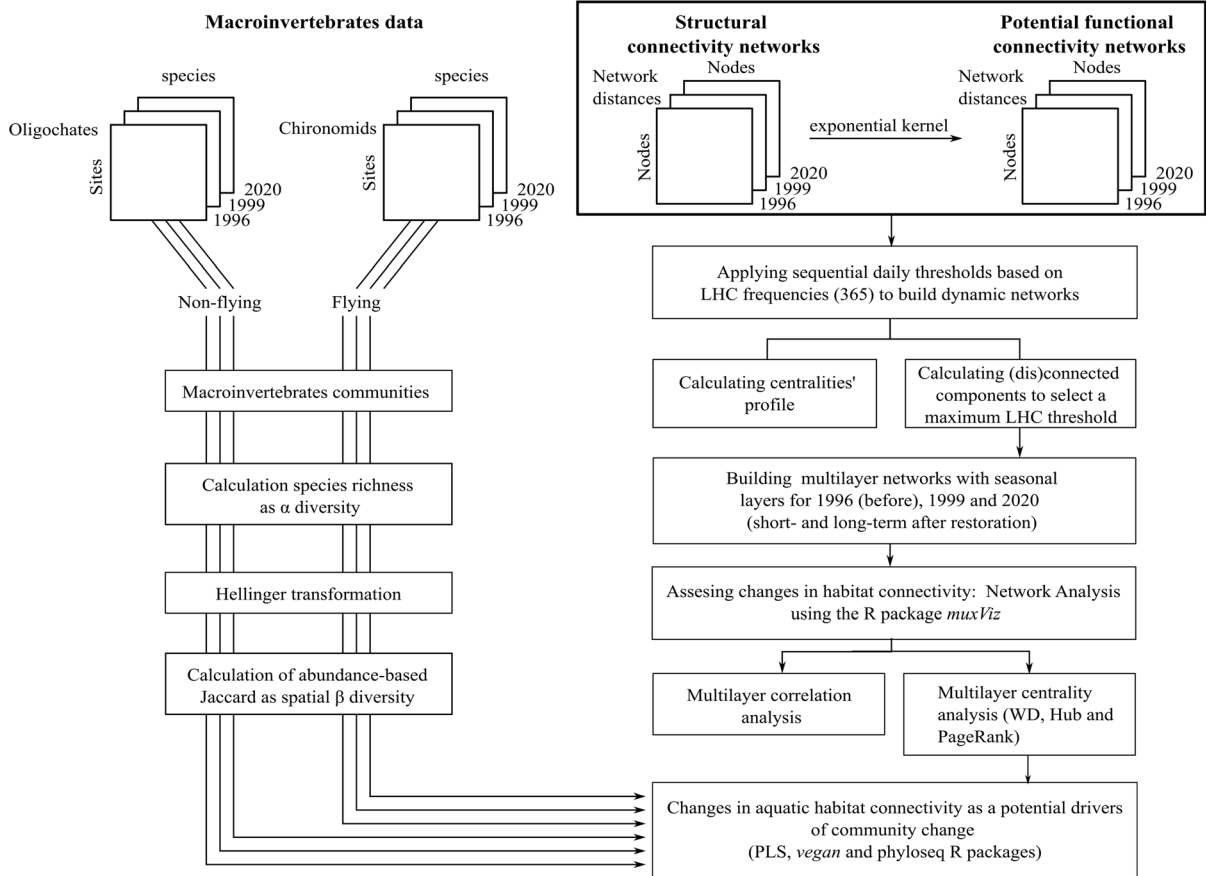 Macroinvertebrates data
species
species
Oligochates
Chironomids
Sites
Sites
2020
1999
1996
2020
1999
1996
Non-flying
Flying
Macroinvertebrates communities
Calculation species richness
as α diversity
Hellinger transformation
Calculation of abundance-based
Jaccard as spatial β diversity
Structural
connectivity networks
Potential functional
connectivity networks
Nodes
Network
distances
Nodes
2020
1999
1996
exponential kernel
Nodes
Network
distances
Nodes
2020
1999
1996
Applying sequential daily thresholds based on
LHC frequencies (365) to build dynamic networks
Calculating centralities'
profile
Calculating (dis)connected
components to select a
maximum LHC threshold
Building multilayer networks with seasonal
layers for 1996 (before), 1999 and 2020
(short- and long-term after restoration)
Assesing changes in habitat connectivity: Network Analysis
using the R package muxViz
Multilayer correlation
analysis
Multilayer centrality
analysis (WD, Hub and
PageRank)
Changes in aquatic habitat connectivity as a potential drivers
of community change
(PLS, vegan and phyloseq R packages)